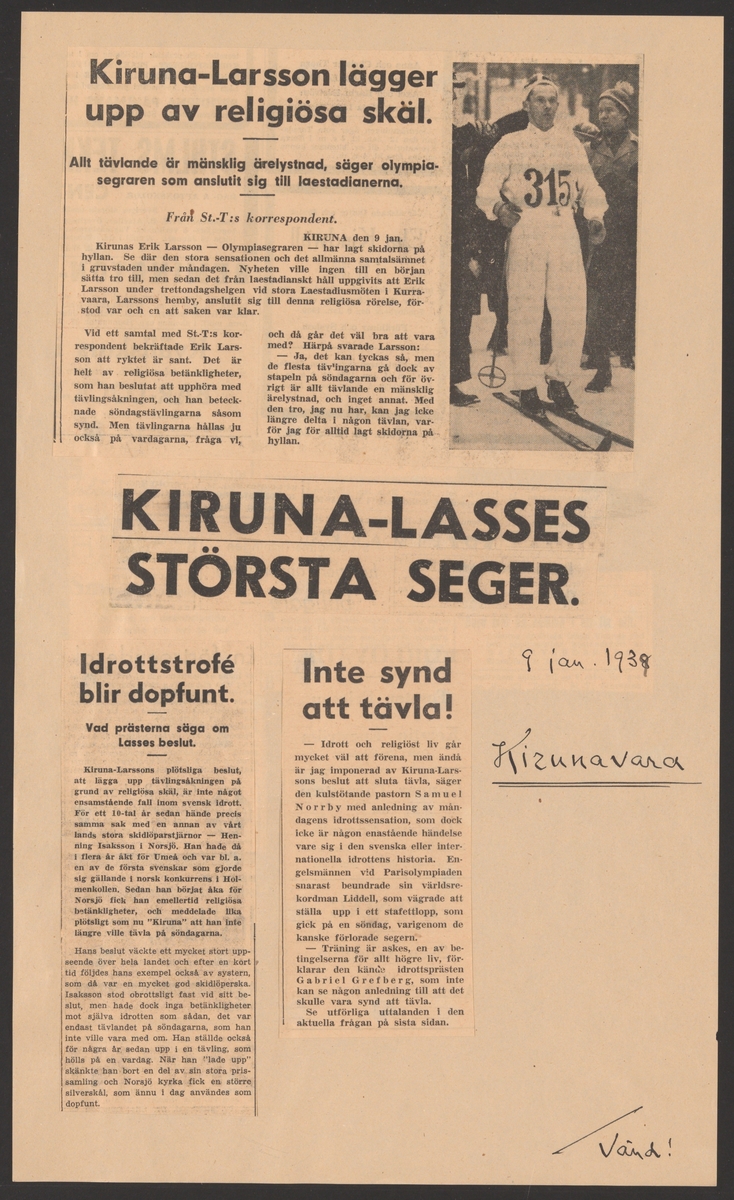 Kiruna-Larsson lägger
upp av religiösa skäl.
Allt tävlande är mänsklig ärelystnad, säger olympia-
segraren som anslutit sig till laestadianerna.
Från St.-T:s korrespondent.
KIRUNA den 9 jan.
Kirunas Erik Larsson — Olympiasegraren — har lagt skidorna på
hyllan. Se där den stora sensationen och det allmänna samtalsämnet
i gruvstaden under måndagen. Nyheten ville ingen till en början
sätta tro till, men sedan det från laestadianskt håll uppgivits att Erik
Larsson under trettondagshelgen vid stora Laestadiusmöten i Kurra-
vaara, Larssons hemby, anslutit sig till denna religiösa rörelse, för-
stod var och en att saken var klar.
Vid ett samtal med St.-T:s kor-
respondent bekräftade Erik Lars-
son att ryktet är sant. Det är
helt av religiösa betänkligheter,
som han beslutat att upphöra med
tävlingsåkningen, och han beteck-
nade söndagstävlingarna såsom
synd. Men tävlingarna hållas ju
också på vardagarna, fråga vi,
och då går det väl bra att vara
med? Härpå svarade Larsson:
— Ja, det kan tyckas så, men
de flesta tävlingarna gå dock av
stapeln på söndagarna och för öv-
rigt är allt tävlande en mänsklig
ärelystnad, och inget annat. Med
den tro, jag nu har, kan jag icke
längre delta i någon tävlan, var-
för jag för alltid lagt skidorna på
hyllan.
315
KIRUNA-LASSES
STÖRSTA SEGER.
Idrottstrofé
blir dopfunt.
Vad prästerna säga om
Lasses beslut.
Kiruna-Larssons plötsliga beslut,
att lägga upp tävlingsåkningen på
grund av religiösa skäl, är inte något
ensamstående fall inom svensk idrott.
För ett 10-tal år sedan hände precis
samma sak med en annan av vårt
lands stora skidlöparstjärnor — Hen-
ning Isaksson i Norsjö. Han hade då
i flera år åkt för Umeå och var bl. a.
en av de första svenskar som gjorde
sig gällande i norsk konkurrens i Hol-
menkollen. Sedan han börjat åka för
Norsjö fick han emellertid religiösa
betänkligheter, och meddelade lika
plötsligt som nu "Kiruna" att han inte
längre ville tävla på söndagarna.
Hans beslut väckte ett mycket stort upp-
seende över hela landet och efter en kort
tid följdes hans exempel också av systern,
som då var en mycket god skidlöperska.
Isaksson stod obrottsligt fast vid sitt be-
slut, men hade dock inga betänkligheter
mot själva idrotten som sådan, det var
endast tävlandet på söndagarna, som han
inte ville vara med om. Han ställde också
för några år sedan upp i en tävling, som
hölls på en vardag. När han "lade upp"
skänkte han bort en del av sin stora pris-
samling och Norsjö kyrka fick en större
silverskål, som ännu i dag användes som
dopfunt.
Inte synd
att tävla!
— Idrott och religiöst liv går
mycket väl att förena, men ändå
är jag imponerad av Kiruna-Lars-
sons beslut att sluta tävla, säger
den kulstötande pastorn Samuel
Norrby med anledning av mån-
dagens idrottssensation, som dock
icke är någon enastående händelse
vare sig i den svenska eller inter-
nationella idrottens historia. En-
gelsmännen vid Parisolympiaden
snarast beundrade sin världsre-
kordman Liddell, som vägrade att
ställa upp i ett stafettlopp, som
gick på en söndag, varigenom de
kanske förlorade segern.
— Träning är askes, en av be-
tingelserna för allt högre liv, för-
klarar den kände idrottsprästen
Gabriel Grefberg, som inte
kan se någon anledning till att det
skulle vara synd att tävla.
Se utförliga uttalanden i den
aktuella frågan på sista sidan.
9 jan. 1939
Kirunavara
Vänd!